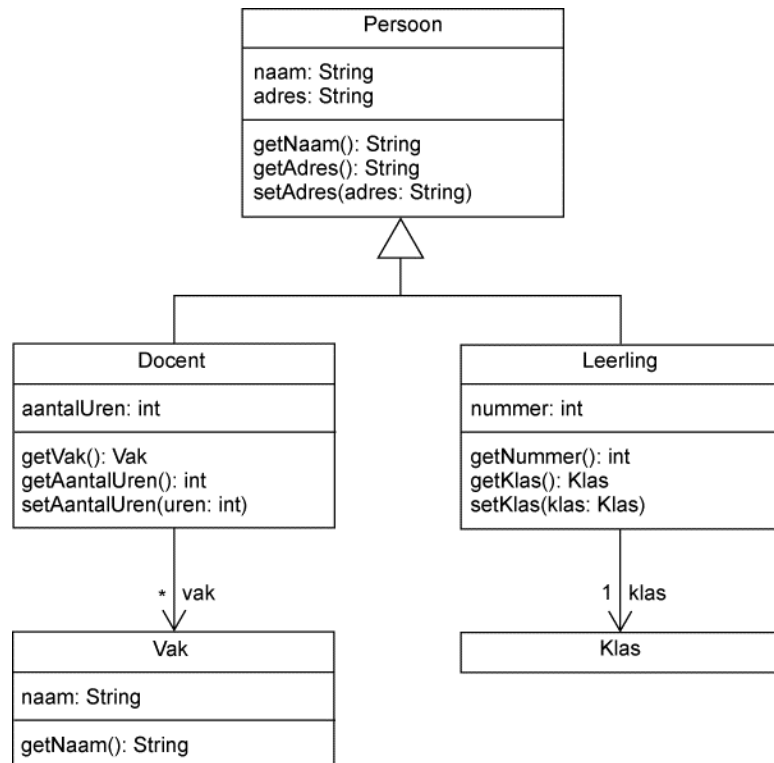 Persoon
naam: String
adres: String
getNaam(): String
getAdres(): String
setAdres(adres: String)
Docent
aantalUren: int
getVak(): Vak
getAantalUren(): int
setAantalUren(uren: int)
Leerling
nummer: int
getNummer(): int
getKlas(): Klas
setKlas(klas: Klas)
* vak
1 klas
Vak
naam: String
getNaam(): String
Klas